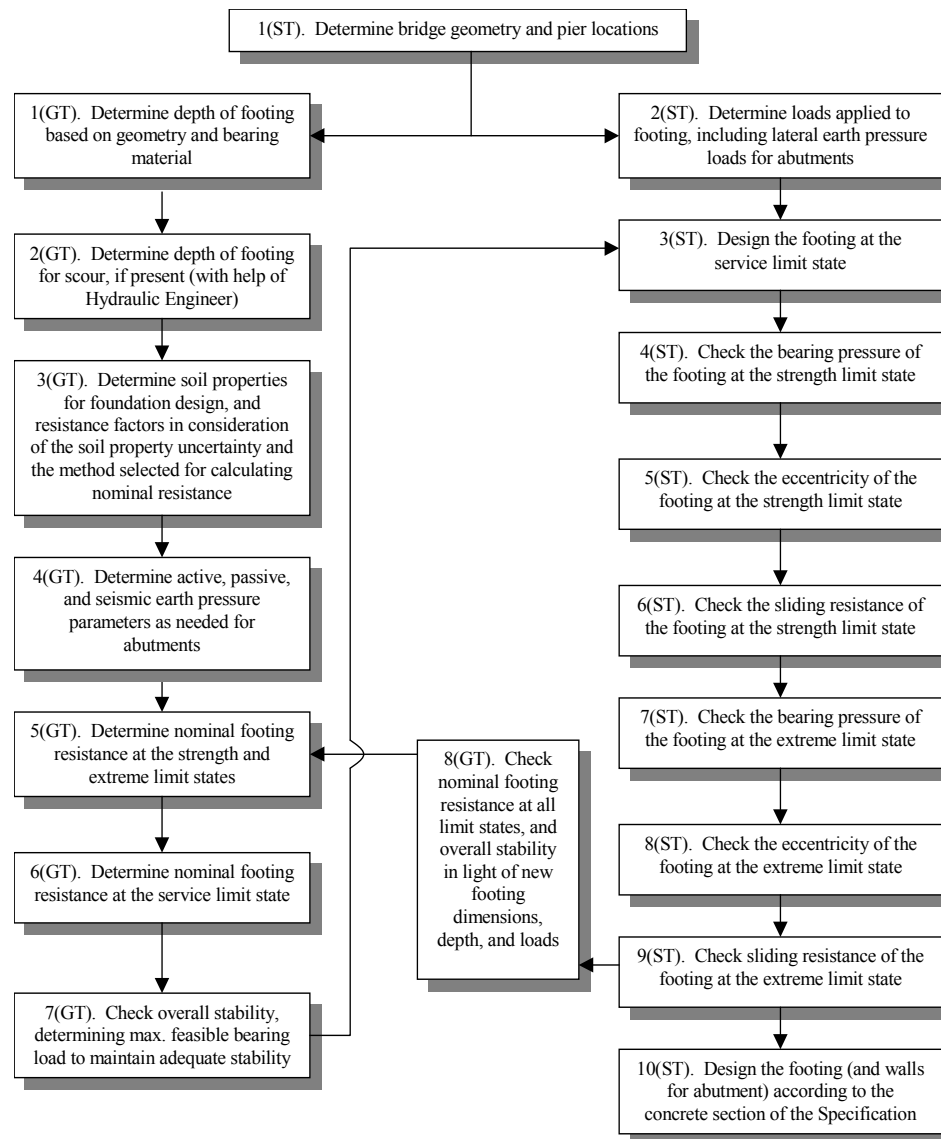 1(ST).  Determine bridge geometry and pier locations
1(GT).  Determine depth of footing
based on geometry and bearing
material
2(GT).  Determine depth of footing
for scour, if present (with help of
Hydraulic Engineer)
3(GT).  Determine soil properties
for foundation design, and
resistance factors in consideration
of the soil property uncertainty and
the method selected for calculating
nominal resistance
4(GT).  Determine active, passive,
and seismic earth pressure
parameters as needed for
abutments
5(GT).  Determine nominal footing
resistance at the strength and
extreme limit states
6(GT).  Determine nominal footing
resistance at the service limit state
7(GT).  Check overall stability,
determining max. feasible bearing
load to maintain adequate stability
8(GT).  Check
nominal footing
resistance at all
limit states, and
overall stability
in light of new
footing
dimensions,
depth, and loads
2(ST).  Determine loads applied to
footing, including lateral earth pressure
loads for abutments
3(ST).  Design the footing at the
service limit state
4(ST).  Check the bearing pressure of
the footing at the strength limit state
5(ST).  Check the eccentricity of the
footing at the strength limit state
6(ST).  Check the sliding resistance of
the footing at the strength limit state
7(ST).  Check the bearing pressure of
the footing at the extreme limit state
8(ST).  Check the eccentricity of the
footing at the extreme limit state
9(ST).  Check sliding resistance of the
footing at the extreme limit state
10(ST).  Design the footing (and walls
for abutment) according to the
concrete section of the Specification